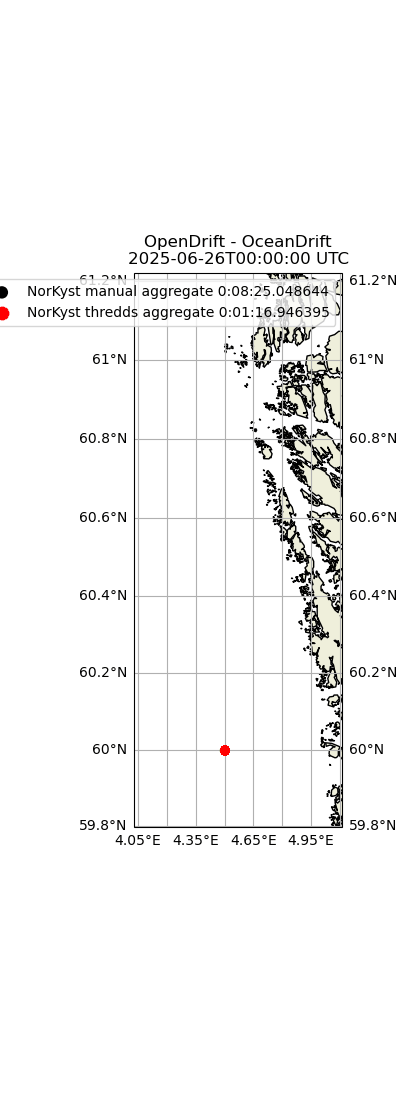 OpenDrift - OceanDrift
2025-06-26T00:00:00 UTC
61.2°N 61.2°N
NorKyst manual aggregate 0:08:25.048644
NorKyst thredds aggregate 0:01:16.946395
61°N 61°N
60.8°N 60.8°N
60.6°N 60.6°N
60.4°N 60.4°N
60.2°N 60.2°N
60°N 60°N
59.8°N 59.8°N
4.05°E 4.35°E 4.65°E 4.95°E